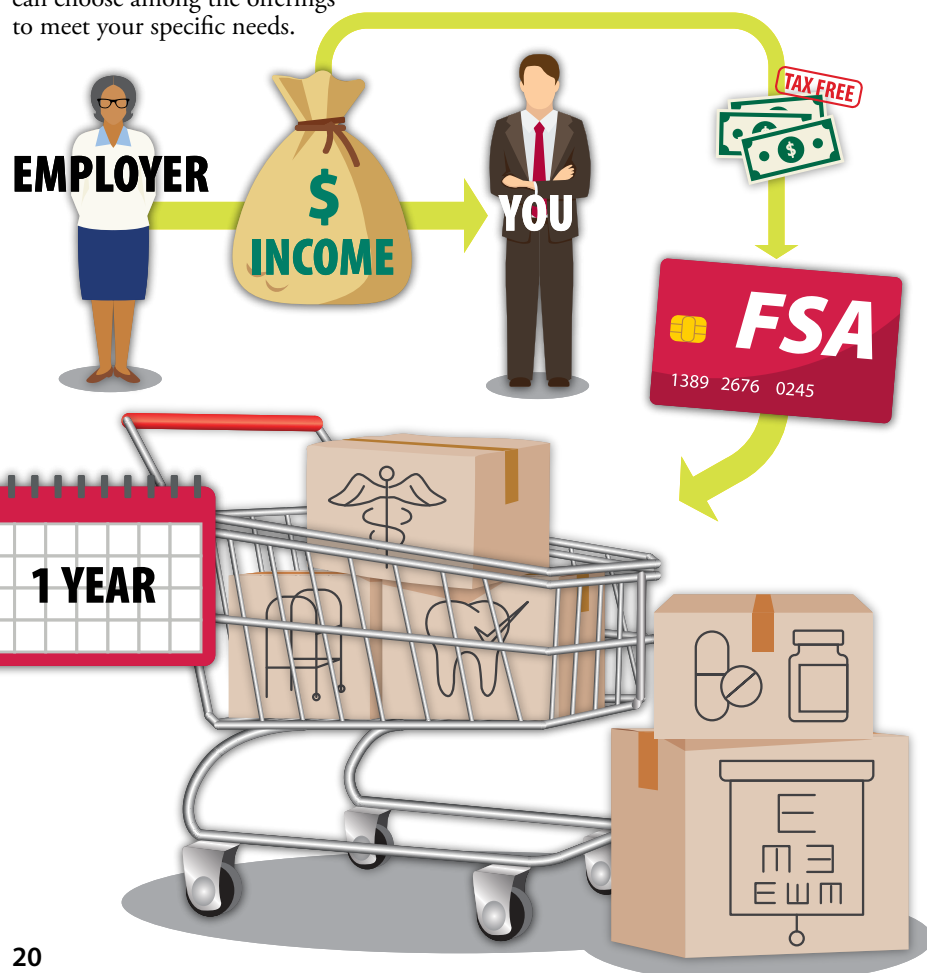 can choose among the offerings
to meet your specific needs.
TAX FREE
EMPLOYER
$
INCOME
YOU
$
FSA
1389 2676 0245
1 YEAR
E
m ∃
E W m
20